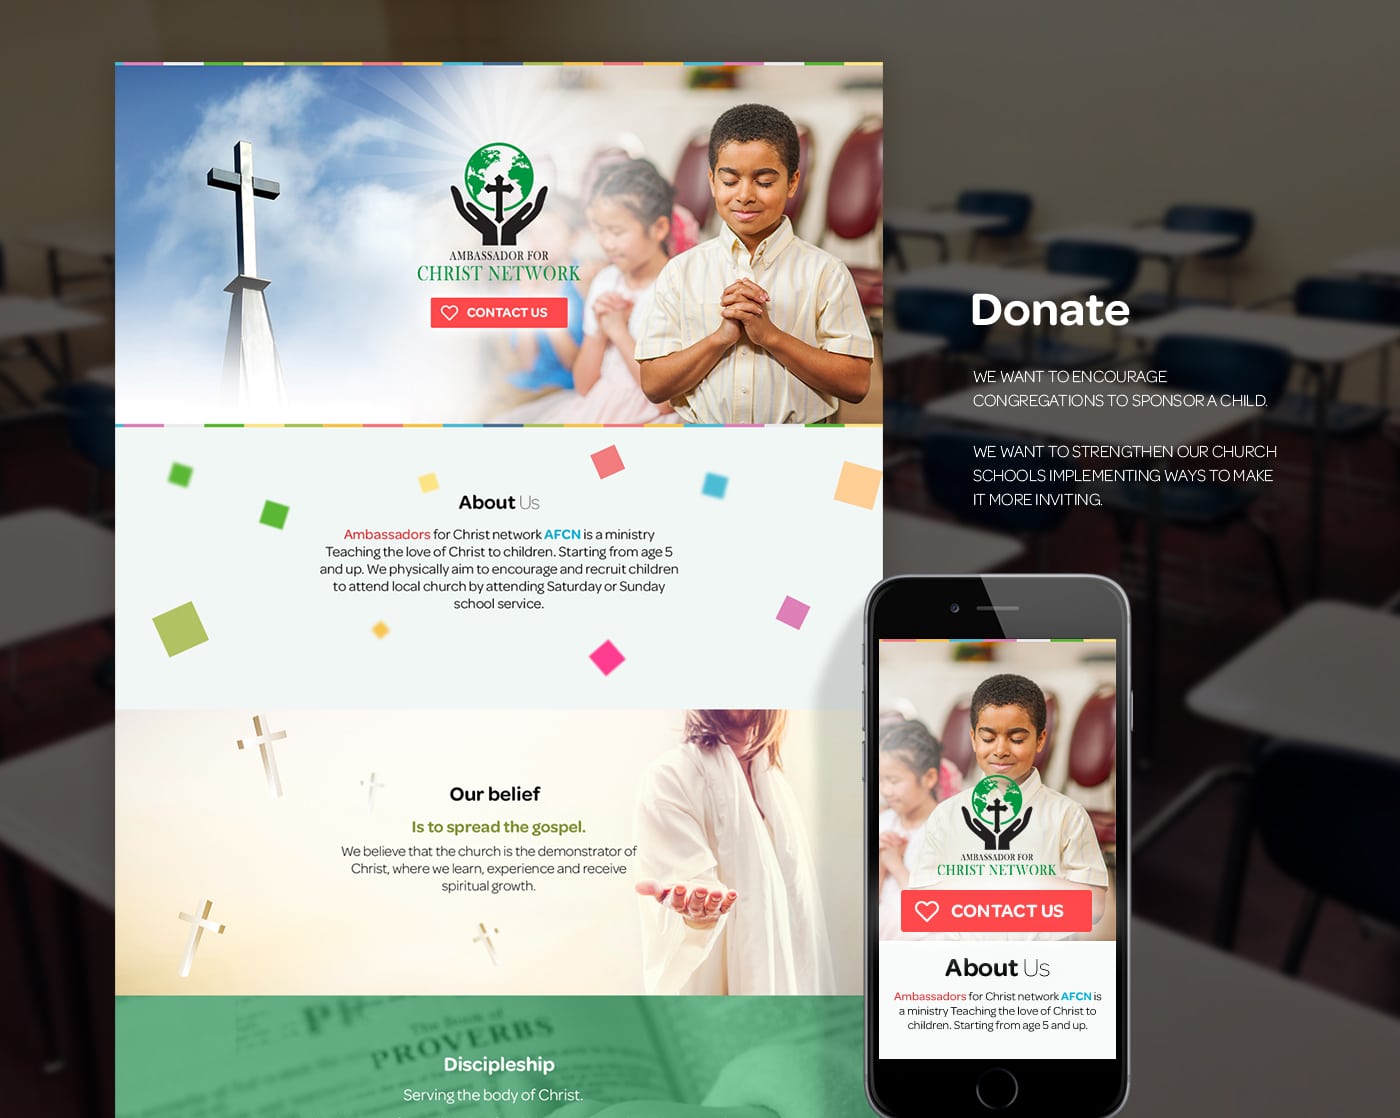 AMBASSADOR FOR
CHRIST NETWORK
CONTACT US
About Us
Ambassadors for Christ network AFCN is a ministry
Teaching the love of Christ to children. Starting from age 5
and up. We physically aim to encourage and recruit children
to attend local church by attending Saturday or Sunday
school service.
Our belief
Is to spread the gospel.
We believe that the church is the demonstrator of
Christ, where we learn, experience and receive
spiritual growth.
The Book of
PROVERBS
Discipleship
Serving the body of Christ.
Donate
WE WANT TO ENCOURAGE
CONGREGATIONS TO SPONSOR A CHILD.
WE WANT TO STRENGTHEN OUR CHURCH
SCHOOLS IMPLEMENTING WAYS TO MAKE
IT MORE INVITING.
AMBASSADOR FOR
CHRIST NETWORK
CONTACT US
About Us
Ambassadors for Christ network AFCN is
a ministry Teaching the love of Christ to
children. Starting from age 5 and up.